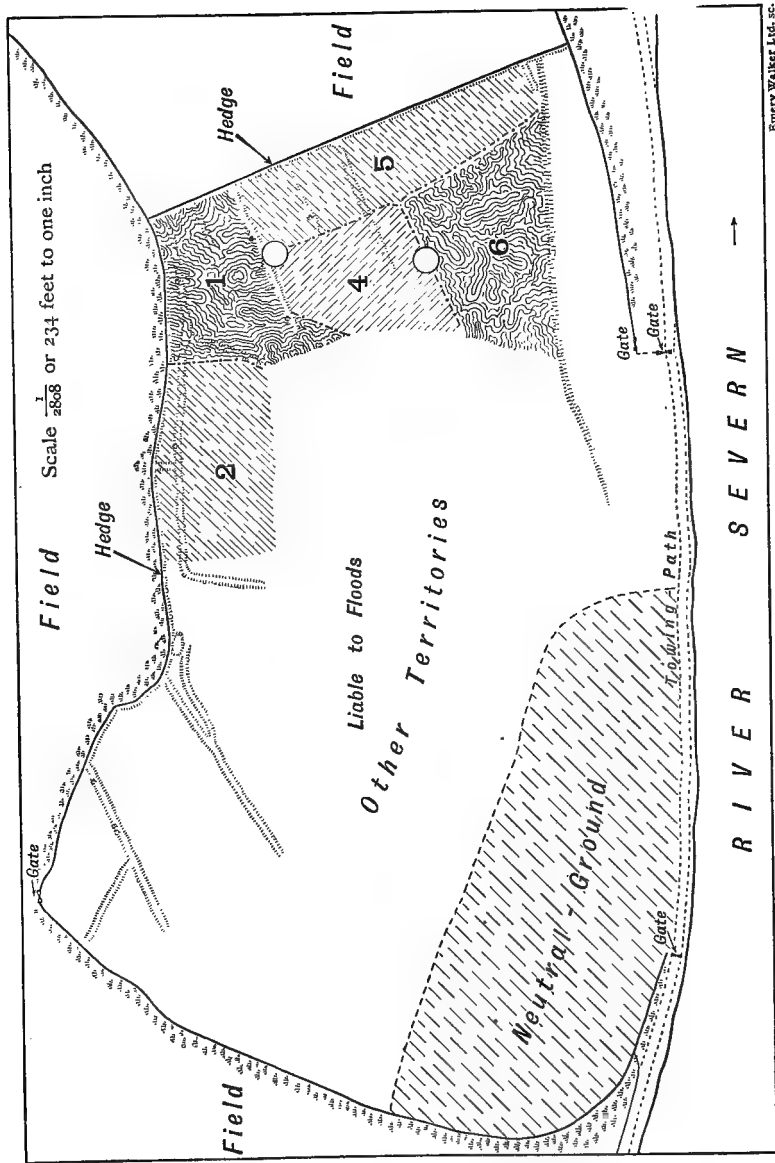 Scale 1/2808 or 234 feet to one inch
Field
Hedge
Field
Hedge
Field
Gate
1
2
4
5
6
Liable to Floods
Other Territories
Neutral-Ground
Gate
Gate
Gate
Towing-Path
RIVER SEVERN
Emery Walker Ltd. sc.